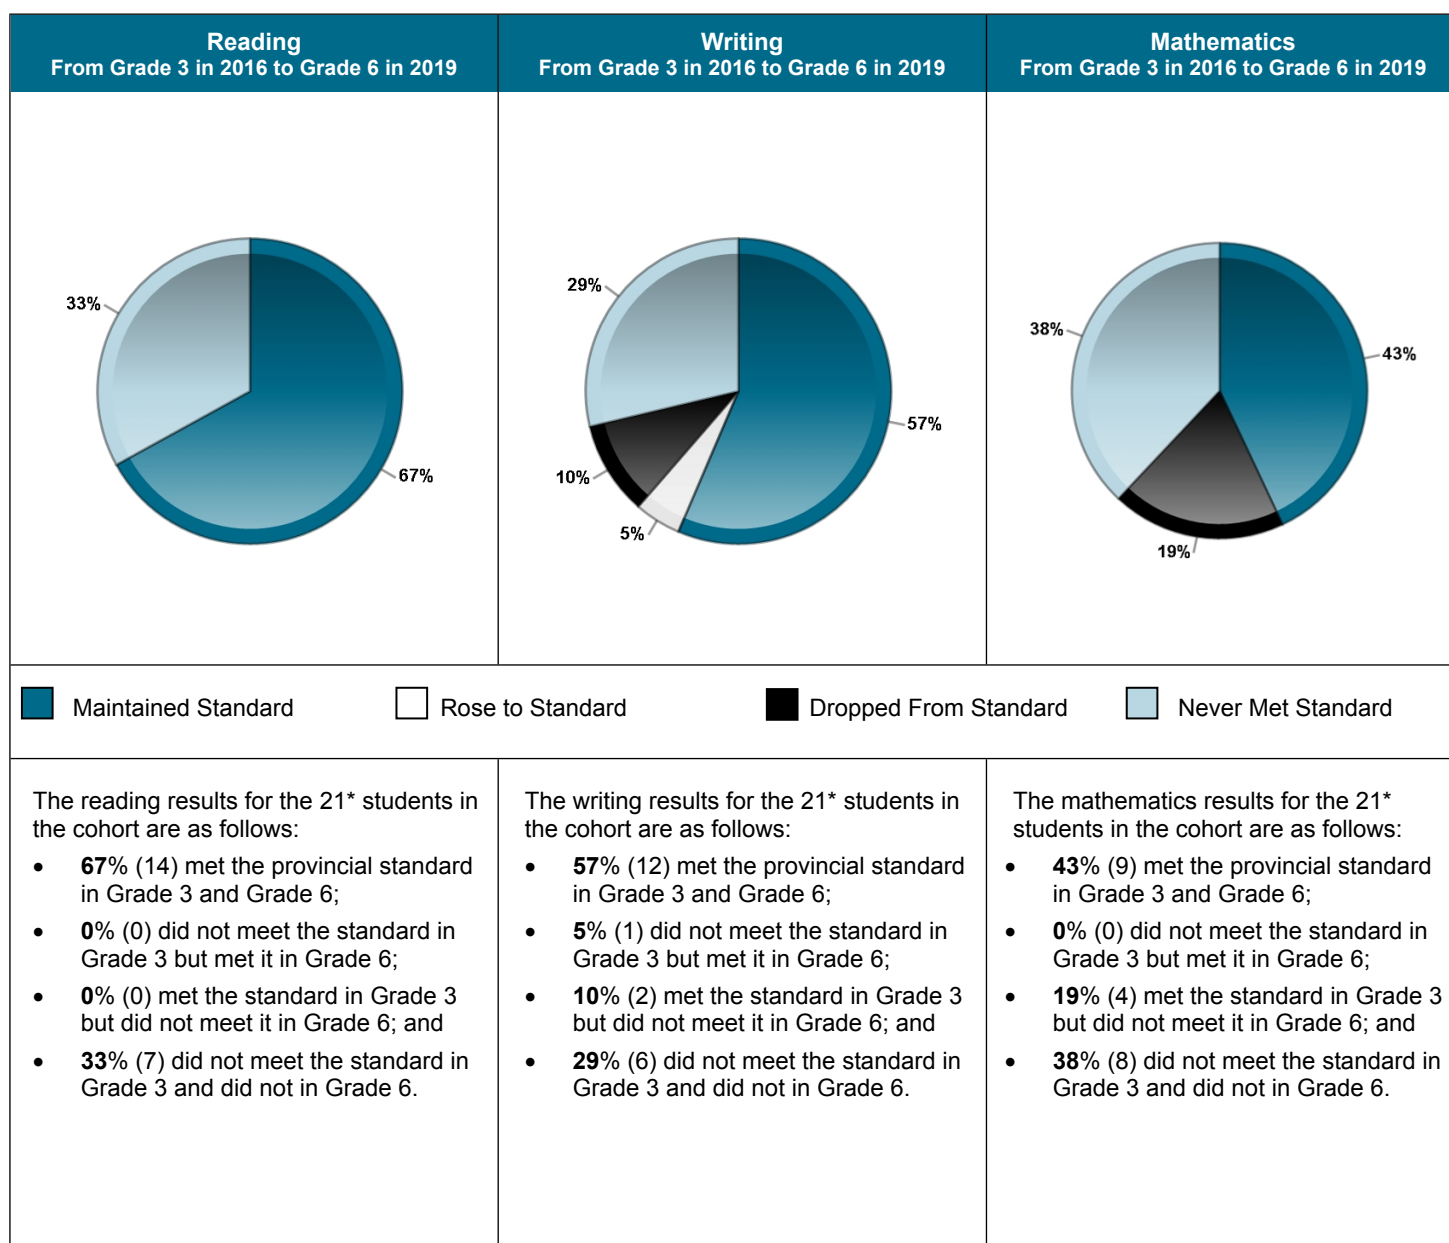 Reading
From Grade 3 in 2016 to Grade 6 in 2019
Writing
From Grade 3 in 2016 to Grade 6 in 2019
Mathematics
From Grade 3 in 2016 to Grade 6 in 2019
33%
67%
29%
57%
10%
5%
38%
43%
19%
Maintained Standard
Rose to Standard
Dropped From Standard
Never Met Standard
The reading results for the 21* students in
the cohort are as follows:
• 67% (14) met the provincial standard
in Grade 3 and Grade 6;
• 0% (0) did not meet the standard in
Grade 3 but met it in Grade 6;
• 0% (0) met the standard in Grade 3
but did not meet it in Grade 6; and
• 33% (7) did not meet the standard in
Grade 3 and did not in Grade 6.
The writing results for the 21* students in
the cohort are as follows:
• 57% (12) met the provincial standard
in Grade 3 and Grade 6;
• 5% (1) did not meet the standard in
Grade 3 but met it in Grade 6;
• 10% (2) met the standard in Grade 3
but did not meet it in Grade 6; and
• 29% (6) did not meet the standard in
Grade 3 and did not in Grade 6.
The mathematics results for the 21*
students in the cohort are as follows:
• 43% (9) met the provincial standard
in Grade 3 and Grade 6;
• 0% (0) did not meet the standard in
Grade 3 but met it in Grade 6;
• 19% (4) met the standard in Grade 3
but did not meet it in Grade 6; and
• 38% (8) did not meet the standard in
Grade 3 and did not in Grade 6.